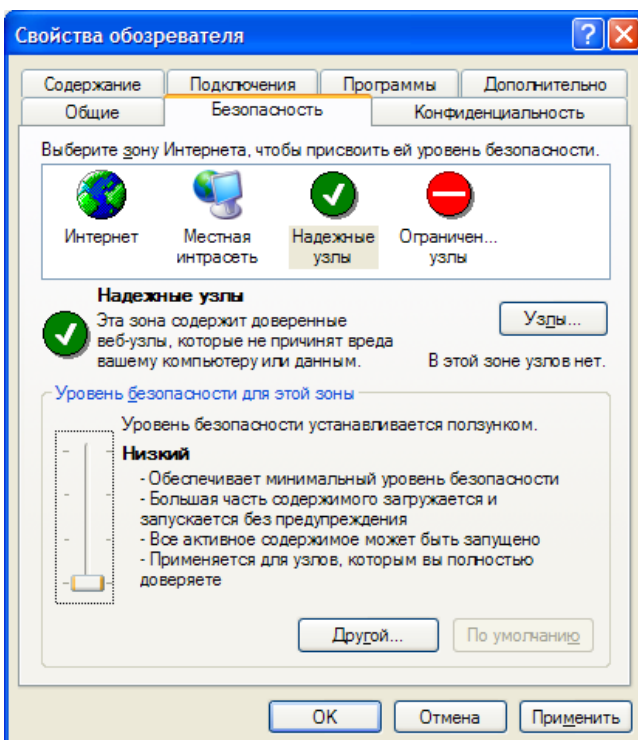 Свойства обозревателя
Содержание Подключения Программы Дополнительно
Общие Безопасность Конфиденциальность
Выберите зону Интернета, чтобы присвоить ей уровень безопасности.
Интернет Местная Надежные Ограничен...
интрасеть узлы узлы
Надежные узлы
Эта зона содержит доверенные
веб-узлы, которые не причинят вреда
вашему компьютеру или данным.
Узлы...
В этой зоне узлов нет.
Уровень безопасности для этой зоны
Уровень безопасности устанавливается ползунком.
Низкий
- Обеспечивает минимальный уровень безопасности
- Большая часть содержимого загружается и
запускается без предупреждения
- Все активное содержимое может быть запущено
- Применяется для узлов, которым вы полностью
доверяете
Другой... По умолчанию
OK Отмена Применить